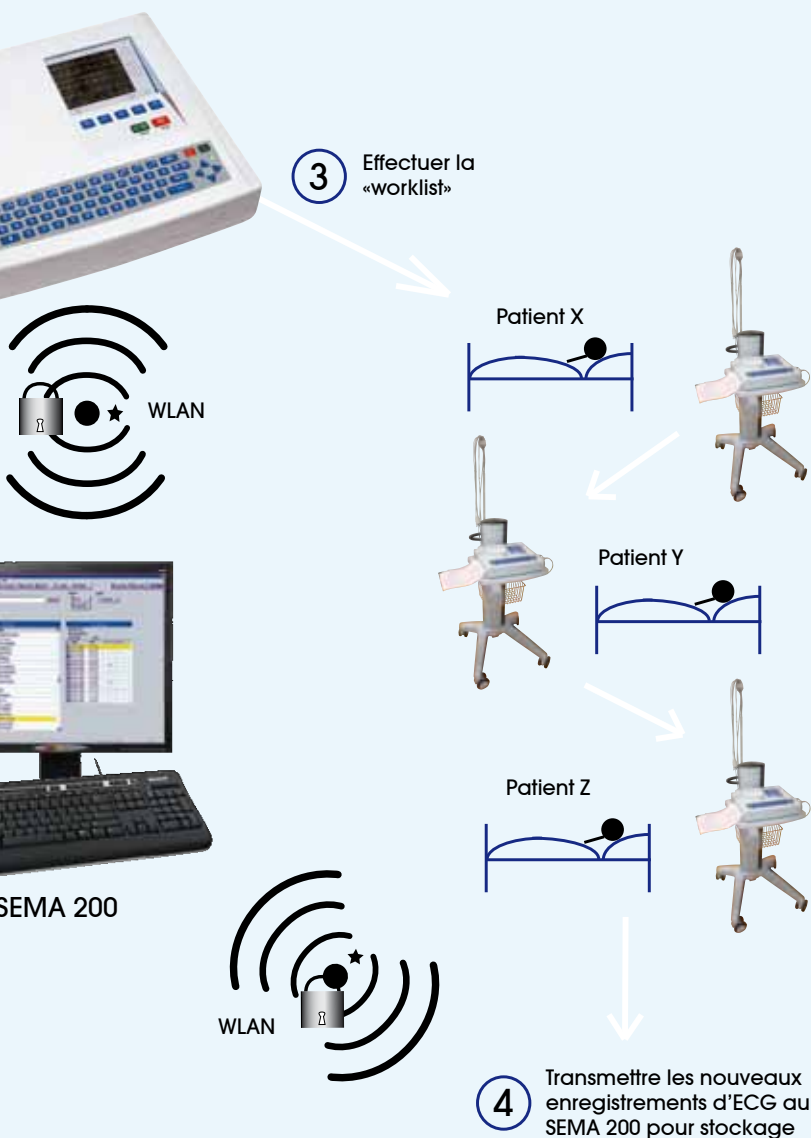 3
Effectuer la
«worklist»
Patient X
WLAN
Patient Y
Patient Z
SEMA 200
WLAN
4
Transmettre les nouveaux
enregistrements d'ECG au
SEMA 200 pour stockage